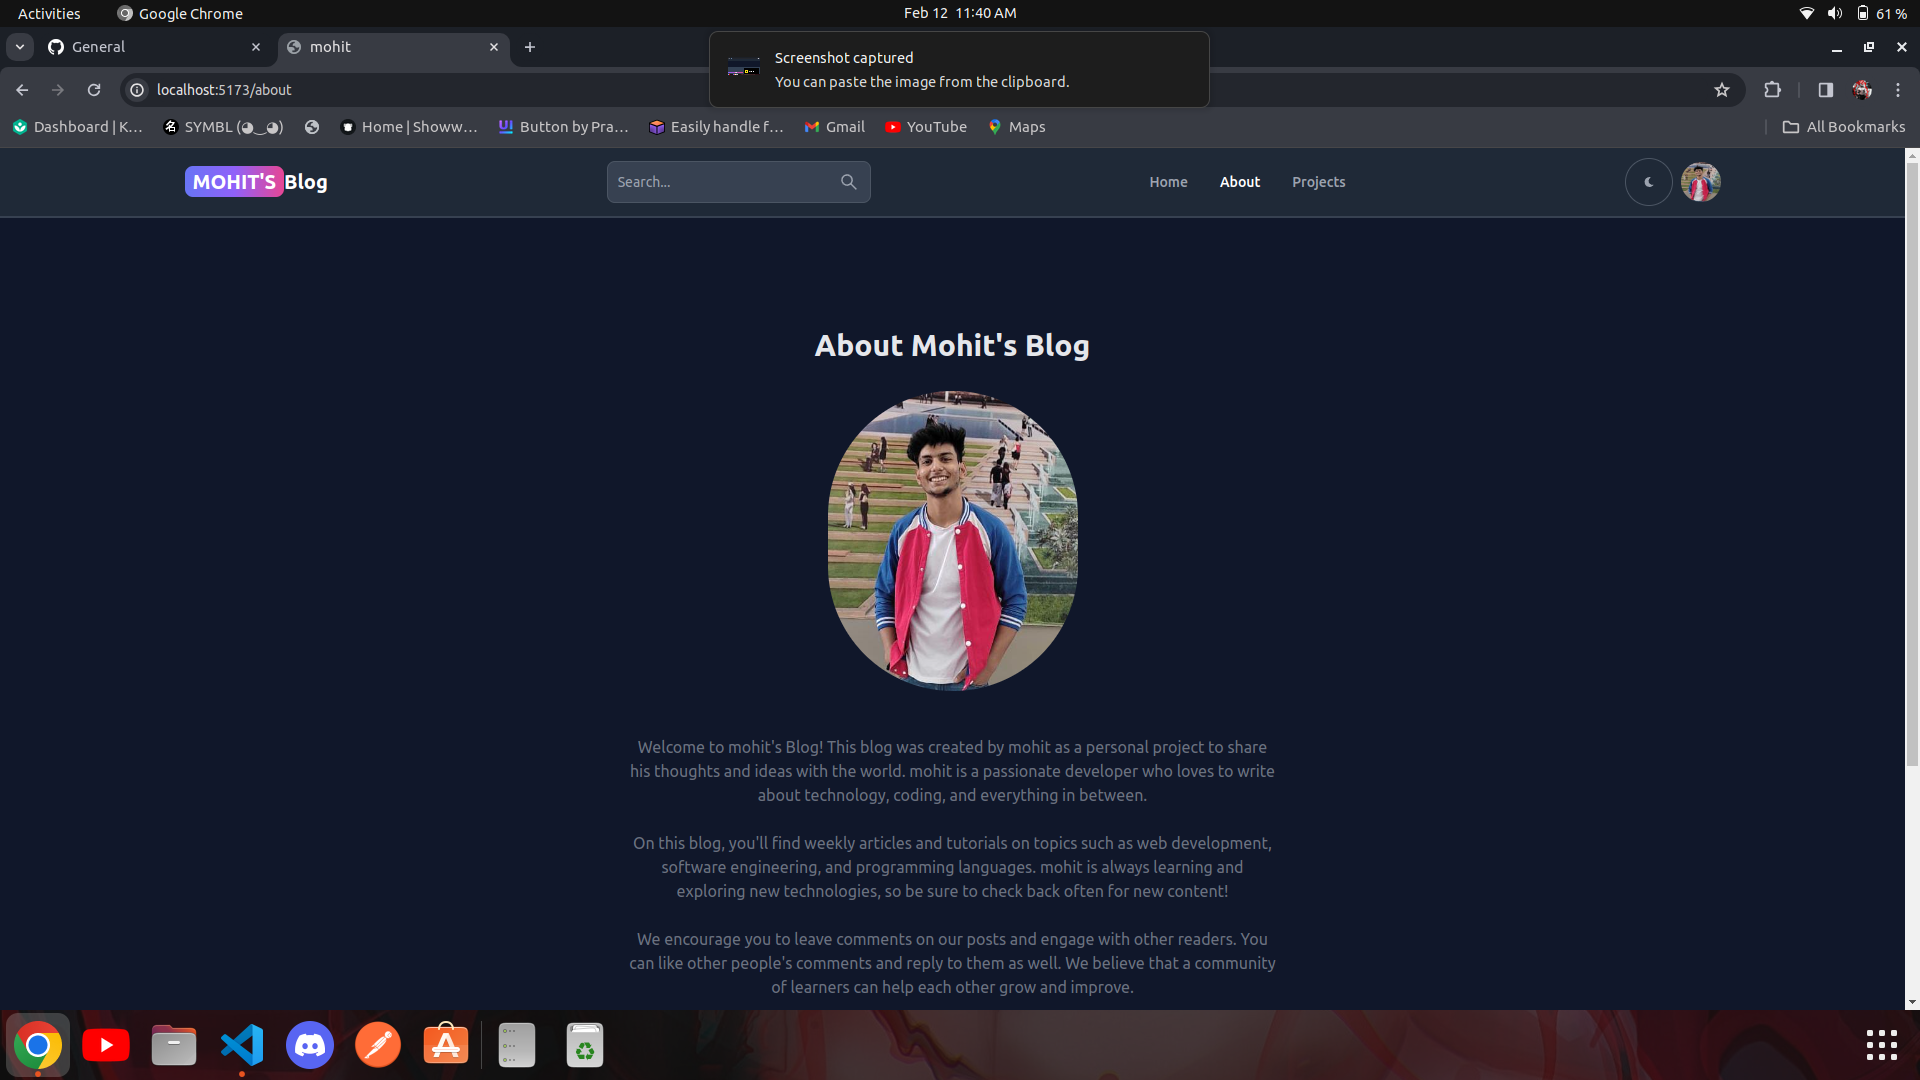 Activities
Google Chrome
Feb 12 11:40 AM
61 %
General
mohit
Screenshot captured
You can paste the image from the clipboard.
localhost:5173/about
Dashboard | K...
SYMBL (◕‿◕)
Home | Showw...
Button by Pra...
Easily handle f...
Gmail
YouTube
Maps
All Bookmarks
MOHIT'S Blog
Search...
Home
About
Projects
About Mohit's Blog
Welcome to mohit's Blog! This blog was created by mohit as a personal project to share
his thoughts and ideas with the world. mohit is a passionate developer who loves to write
about technology, coding, and everything in between.
On this blog, you'll find weekly articles and tutorials on topics such as web development,
software engineering, and programming languages. mohit is always learning and
exploring new technologies, so be sure to check back often for new content!
We encourage you to leave comments on our posts and engage with other readers. You
can like other people's comments and reply to them as well. We believe that a community
of learners can help each other grow and improve.